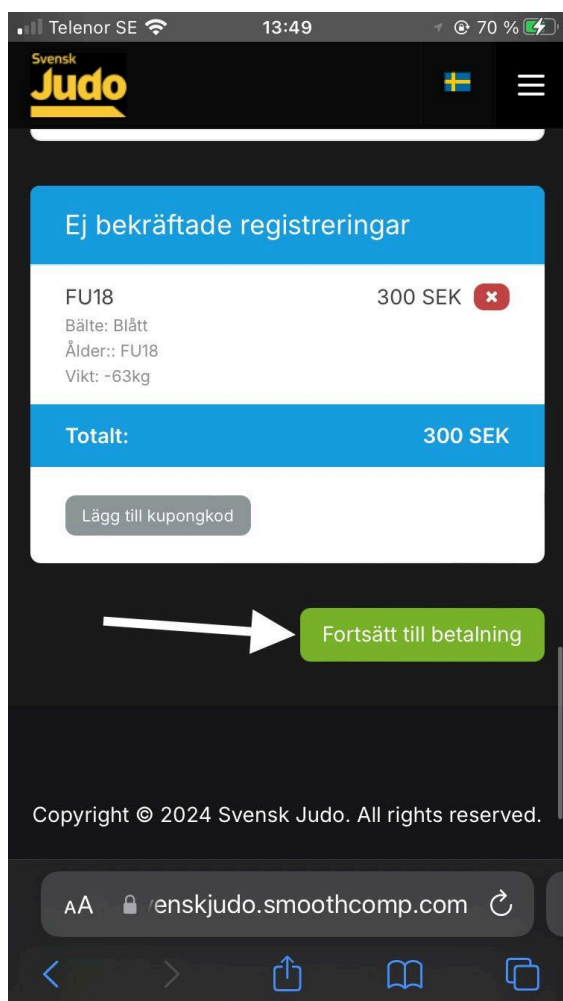 Telenor SE 13:49 70 %
Svensk
Judo
Ej bekräftade registreringar
FU18 300 SEK
Bälte: Blått
Ålder:: FU18
Vikt: -63kg
Totalt: 300 SEK
Lägg till kupongkod
Fortsätt till betalning
Copyright © 2024 Svensk Judo. All rights reserved.
AA enskjudo.smoothcomp.com